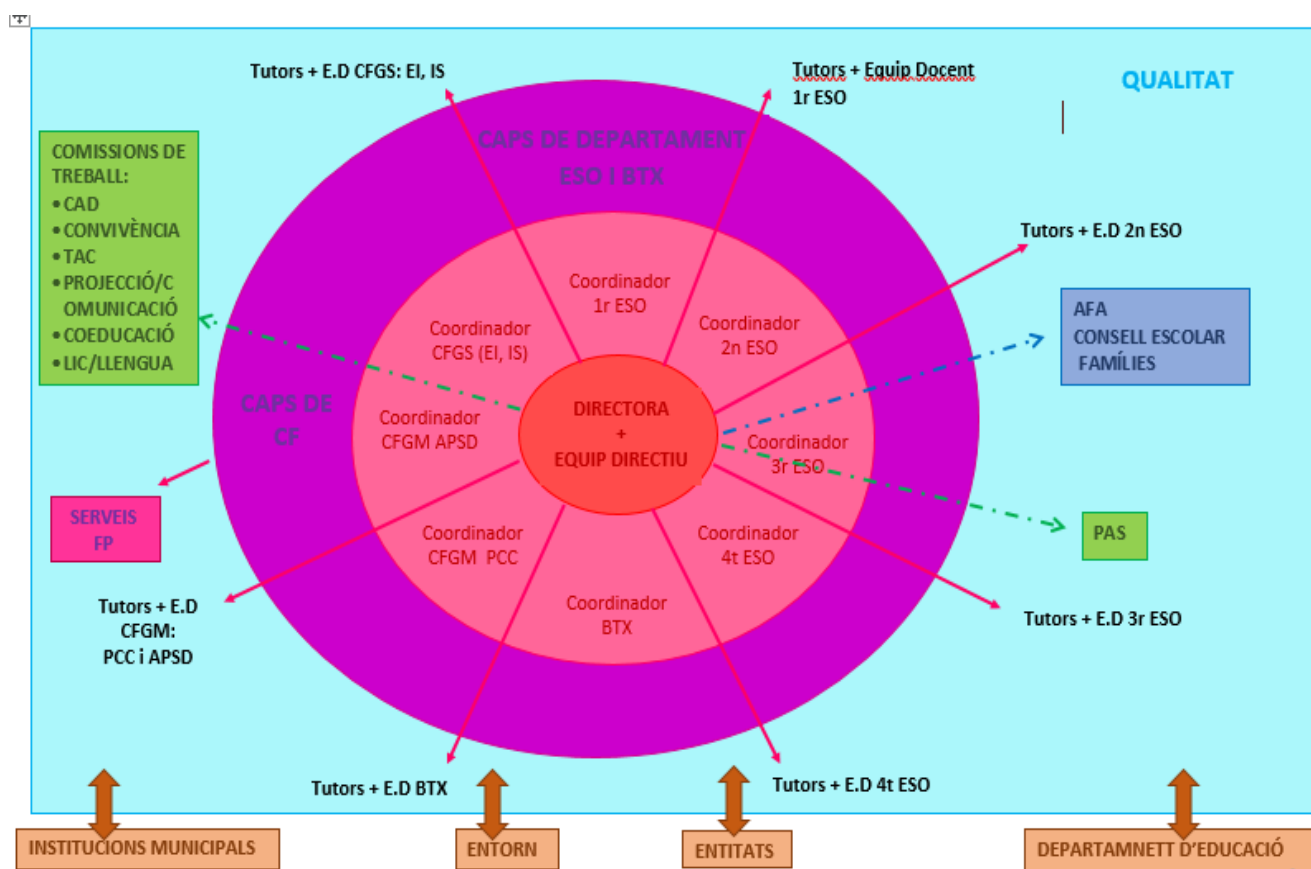 Tutors + E.D CFGS: EI, IS
Tutors + Equip Docent
1r ESO
QUALITAT
COMISSIONS DE
TREBALL:
•CAD
•CONVIVÈNCIA
•TAC
•PROJECCIÓ/C
OMUNICACIÓ
•COEDUCACIÓ
•LIC/LLENGUA
CAPS DE DEPARTAMENT
ESO I BTX
Tutors + E.D 2n ESO
Coordinador
1r ESO
Coordinador
CFGS (EI, IS)
Coordinador
2n ESO
AFA
CONSELL ESCOLAR
FAMÍLIES
CAPS DE
CF
Coordinador
CFGM APSD
DIRECTORA
+
EQUIP DIRECTIU
Coordinador
3r ESO
SERVEIS
FP
Coordinador
CFGM PCC
Coordinador
4t ESO
PAS
Coordinador
BTX
Tutors + E.D
CFGM:
PCC i APSD
Tutors + E.D 3r ESO
Tutors + E.D BTX
Tutors + E.D 4t ESO
INSTITUCIONS MUNICIPALS
ENTORN
ENTITATS
DEPARTAMNETT D'EDUCACIÓ